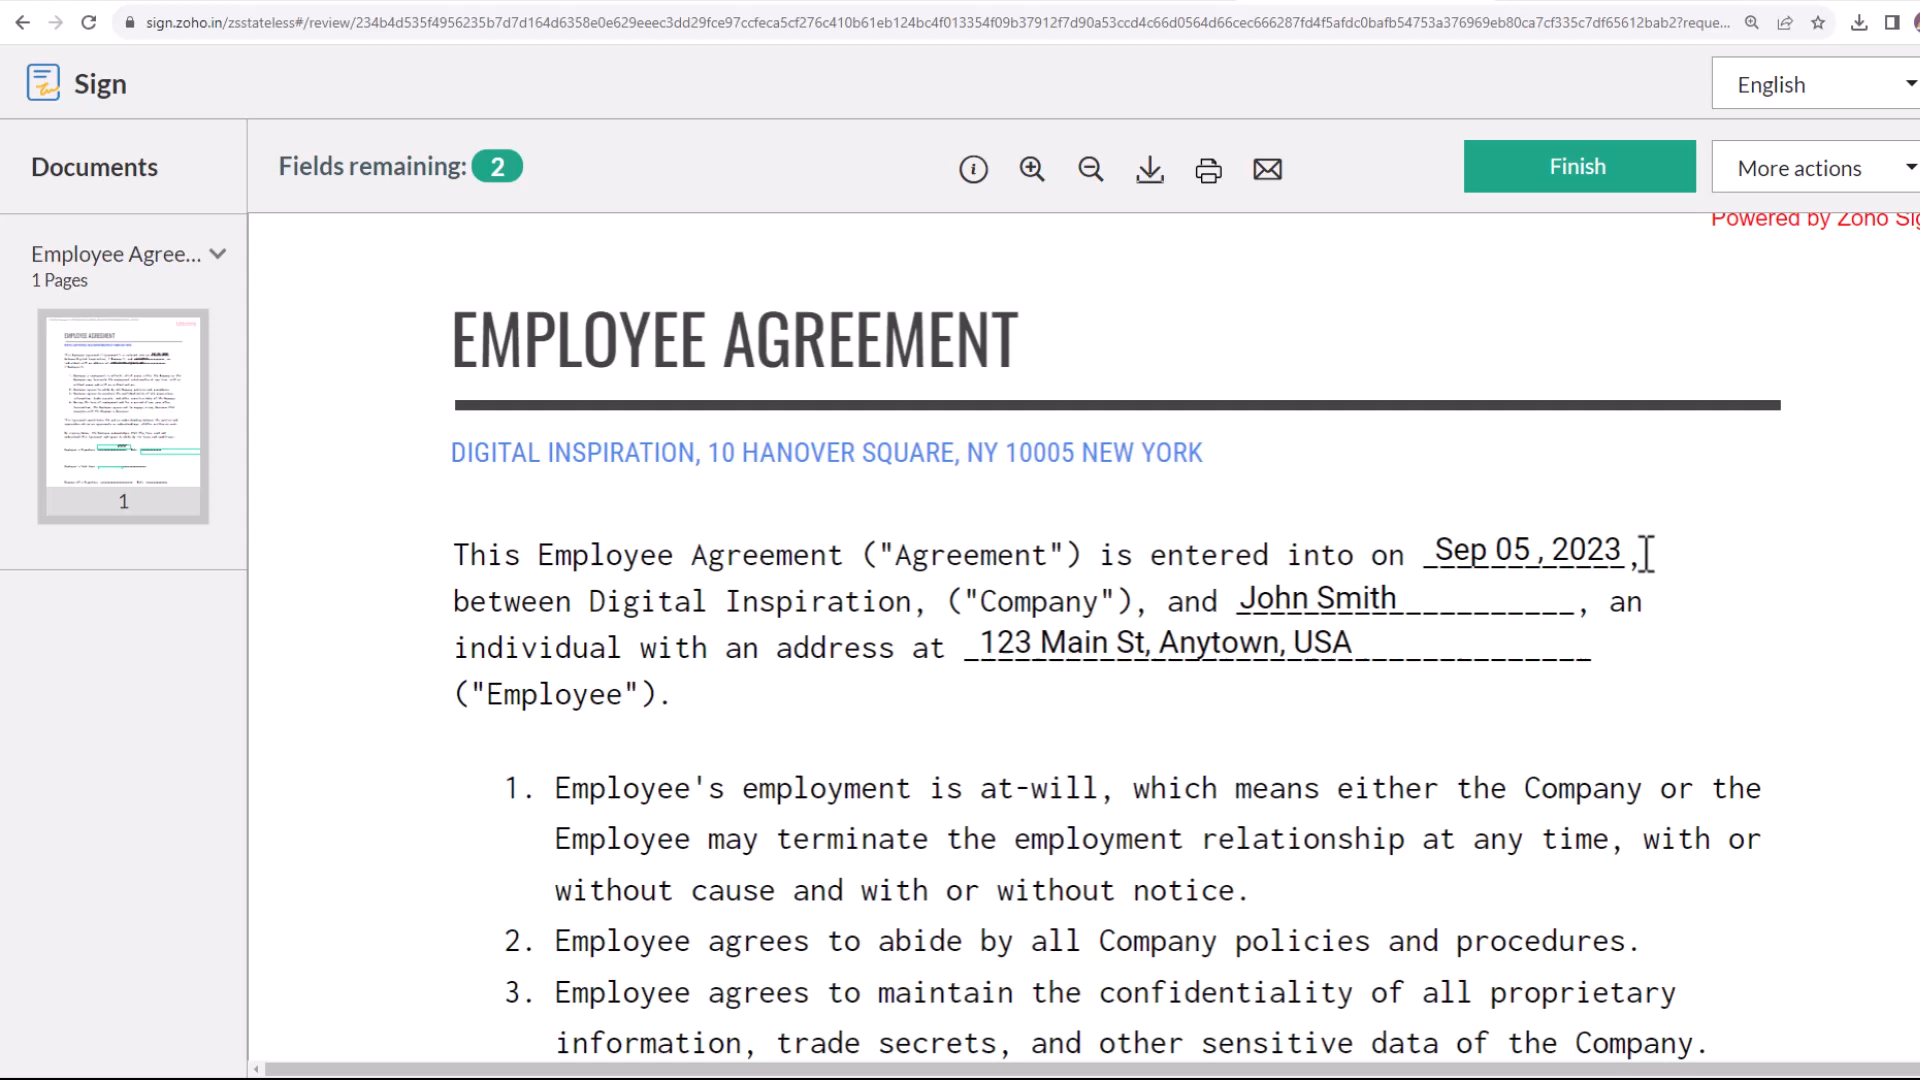 sign.zoho.in/zsstateless#/review/234b4d535f4956235b7d7d164d6358e0e629eeec3dd29fce97ccfeca5cf276c410b61eb124bc4f013354f09b37912f7d90a53ccd4c66d0564d66cec666287fd4f5afdc0bafb54753a376969eb80ca7cf335c7df65612bab2?reque...
Sign
English
Documents
Fields remaining: 2
Finish
More actions
Powered by Zoho Sig
Employee Agree...
1 Pages
1
EMPLOYEE AGREEMENT
DIGITAL INSPIRATION, 10 HANOVER SQUARE, NY 10005 NEW YORK
This Employee Agreement ("Agreement") is entered into on Sep 05 , 2023,
between Digital Inspiration, ("Company"), and John Smith, an
individual with an address at 123 Main St, Anytown, USA
("Employee").
1. Employee's employment is at-will, which means either the Company or the
Employee may terminate the employment relationship at any time, with or
without cause and with or without notice.
2. Employee agrees to abide by all Company policies and procedures.
3. Employee agrees to maintain the confidentiality of all proprietary
information, trade secrets, and other sensitive data of the Company.